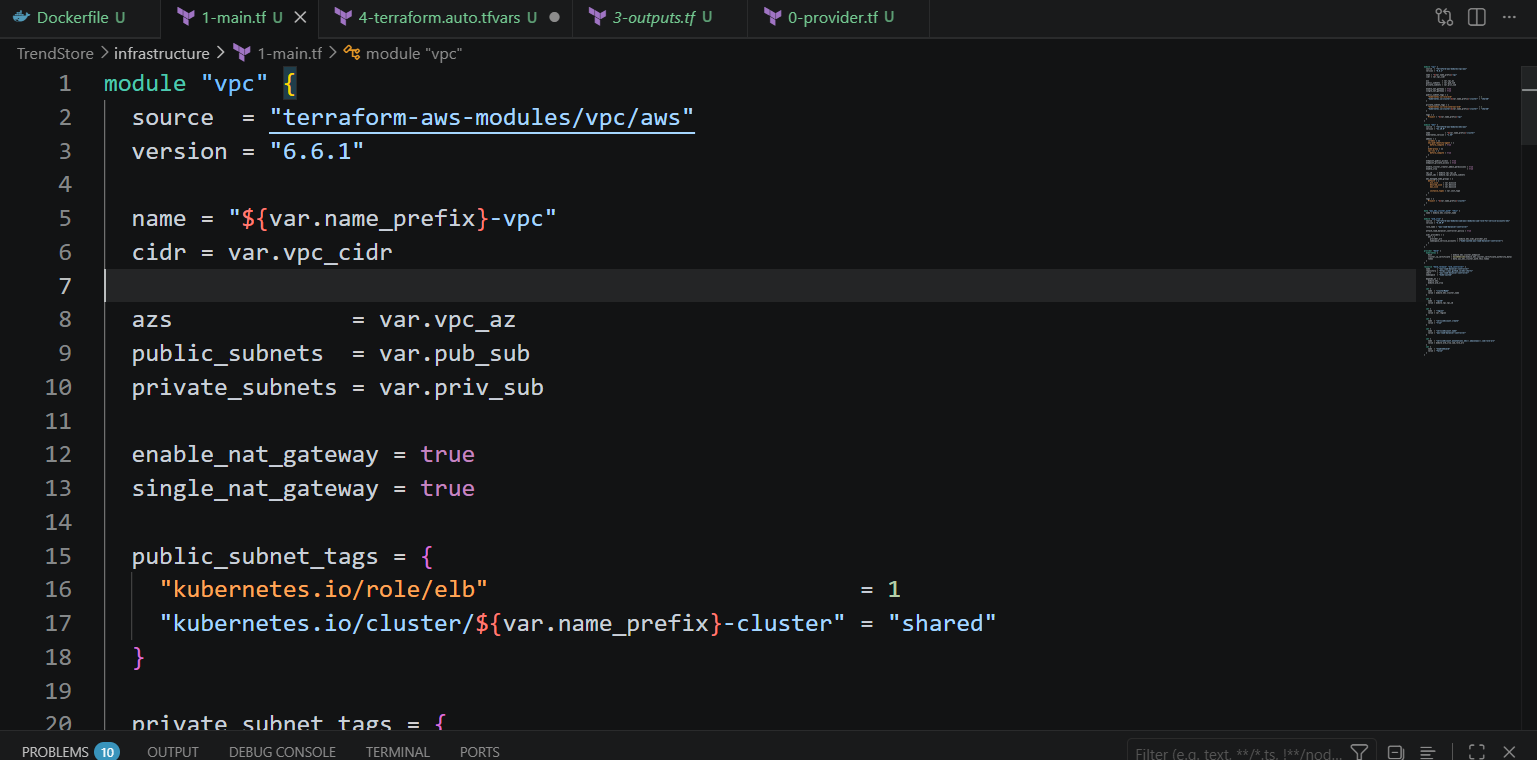 Dockerfile U 1-main.tf U 4-terraform.auto.tfvars U 3-outputs.tf U 0-provider.tf U
TrendStore > infrastructure > 1-main.tf > module "vpc"
1 module "vpc" {
2 source = "terraform-aws-modules/vpc/aws"
3 version = "6.6.1"
4
5 name = "${var.name_prefix}-vpc"
6 cidr = var.vpc_cidr
7
8 azs = var.vpc_az
9 public_subnets = var.pub_sub
10 private_subnets = var.priv_sub
11
12 enable_nat_gateway = true
13 single_nat_gateway = true
14
15 public_subnet_tags = {
16 "kubernetes.io/role/elb" = 1
17 "kubernetes.io/cluster/${var.name_prefix}-cluster" = "shared"
18 }
19
20 private_subnet_tags = {
PROBLEMS 10 OUTPUT DEBUG CONSOLE TERMINAL PORTS Filter (e.g. text, **/*.ts, !**/nod...